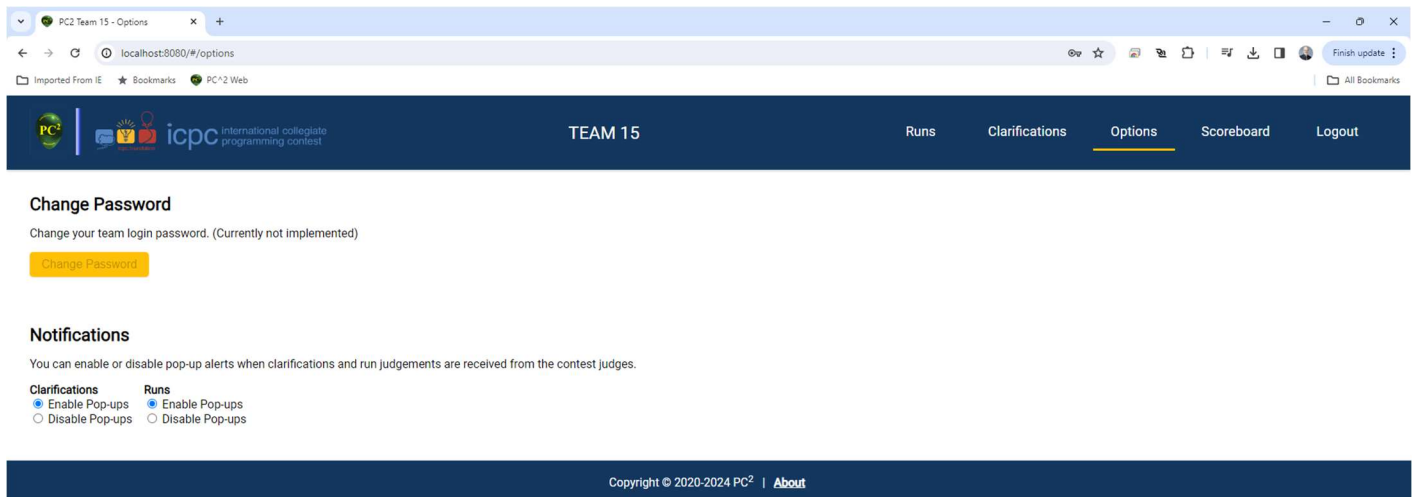 PC2 Team 15 - Options
localhost:8080/#/options
Finish update
Imported From IE Bookmarks PC^2 Web All Bookmarks
PC²
icpc international collegiate
programming contest
TEAM 15
Runs Clarifications Options Scoreboard Logout
Change Password
Change your team login password. (Currently not implemented)
Change Password
Notifications
You can enable or disable pop-up alerts when clarifications and run judgements are received from the contest judges.
Clarifications Runs
Enable Pop-ups Enable Pop-ups
Disable Pop-ups Disable Pop-ups
Copyright © 2020-2024 PC² | About